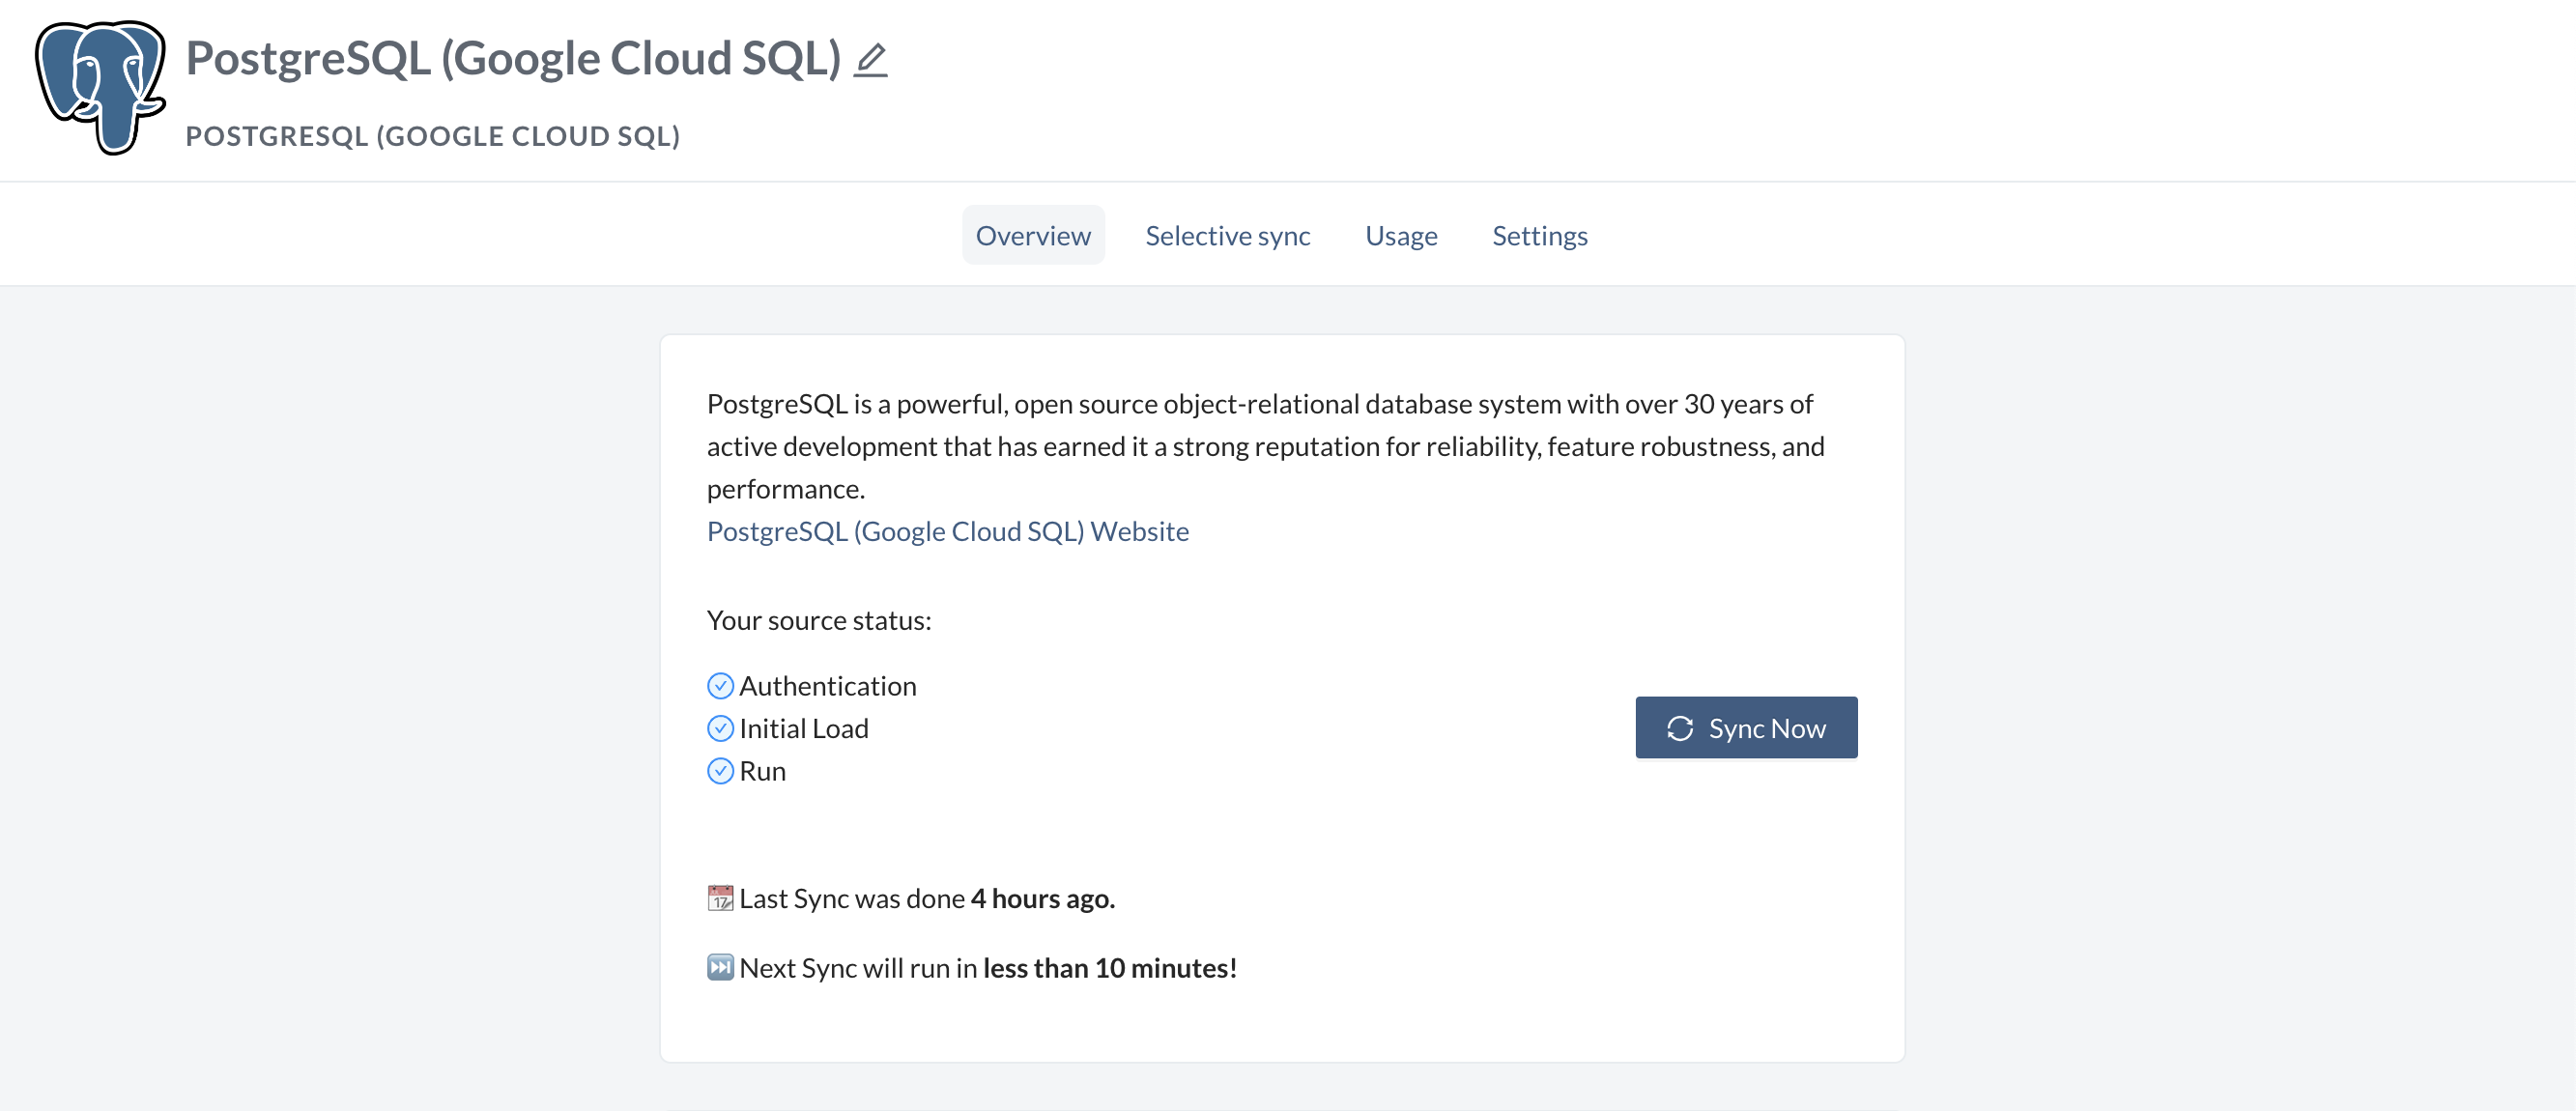 PostgreSQL (Google Cloud SQL)
POSTGRESQL (GOOGLE CLOUD SQL)
Overview Selective sync Usage Settings
PostgreSQL is a powerful, open source object-relational database system with over 30 years of
active development that has earned it a strong reputation for reliability, feature robustness, and
performance.
PostgreSQL (Google Cloud SQL) Website
Your source status:
Authentication
Initial Load
Sync Now
Run
17 Last Sync was done 4 hours ago.
Next Sync will run in less than 10 minutes!